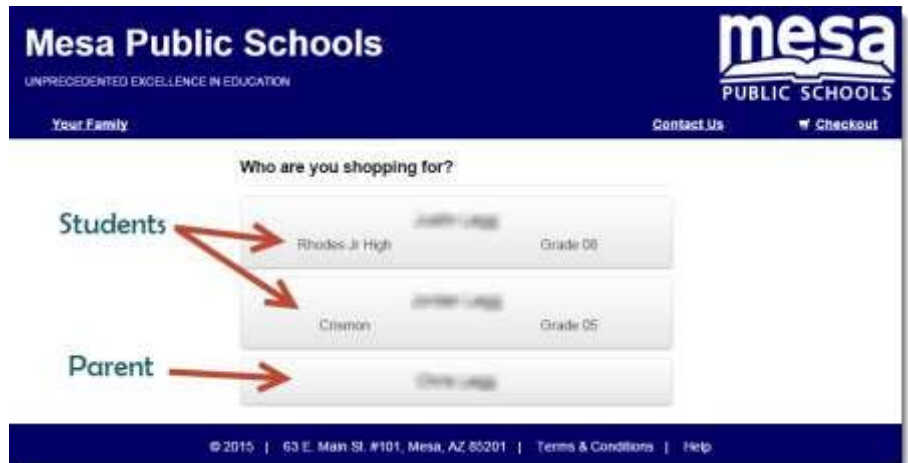 Mesa Public Schools
UNPRECEDENTED EXCELLENCE IN EDUCATION
mesa
PUBLIC SCHOOLS
Your Family Contact Us Checkout
Who are you shopping for?
Students
Rhodes Jr High Grade 08
Crismon Grade 05
Parent
© 2015 | 63 E. Main St. #101, Mesa, AZ 85201 | Terms & Conditions | Help